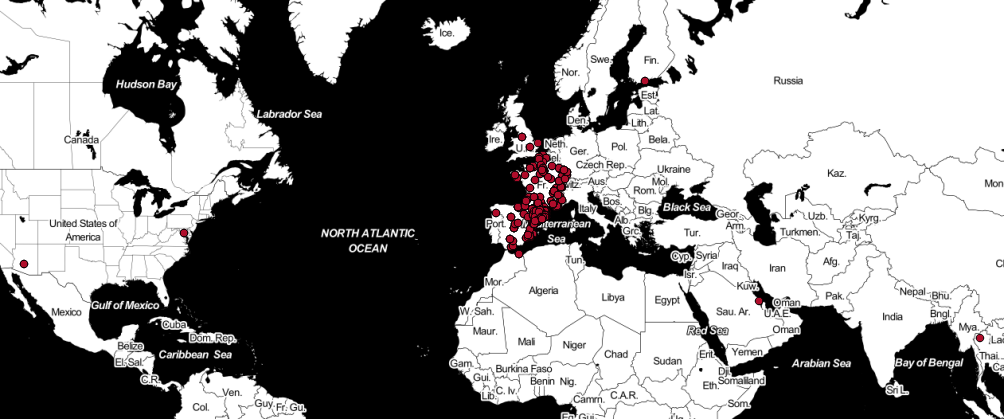 Ice.
Fin.
Swe.
Nor.
Russia
Hudson Bay
Est.
Labrador Sea
Lat.
Den.
Lith.
Canada
Ire.
Neth.
Bela.
Pol.
Ger.
Czech Rep.
Ukraine
Kaz.
Aus.
Mol.
Rom.
Mon
Fr.
Bos.
Italy
Black Sea
Blg.
Geor.
Uzb.
Kyrg.
United States of
America
Port.
Alb.
Arm.
Mediterranean
Sea
Grc.
Tur.
Turkmen.
Taj.
NORTH ATLANTIC
OCEAN
Tun.
Cyp.
Syria
Iraq
Iran
Afg.
Isr.
Mor.
Algeria
Libya
Egypt
Kuw.
Pak.
Nepal
Bhu.
Gulf of Mexico
Mexico
W. Sah.
Sau. Ar.
Oman
U.A.E.
India
Bngl.
Cuba
Dom. Rep.
Maur.
Red Sea
Oman
Mya.
Belize
Caribbean Sea
Mali
Niger
Chad
Sudan
Erit.
Yemen
Thai.
El. Sal.
Gam.
Burkina Faso
Arabian Sea
Bay of Bengal
Dji.
C.R.
Gui.
Benin
Nig.
Eth.
Somaliland
Sri L.
Ven.
Lib.
C. Iv.
C.A.R.
Col.
Guy.
Fr. Gu.
Camrn.
Som.